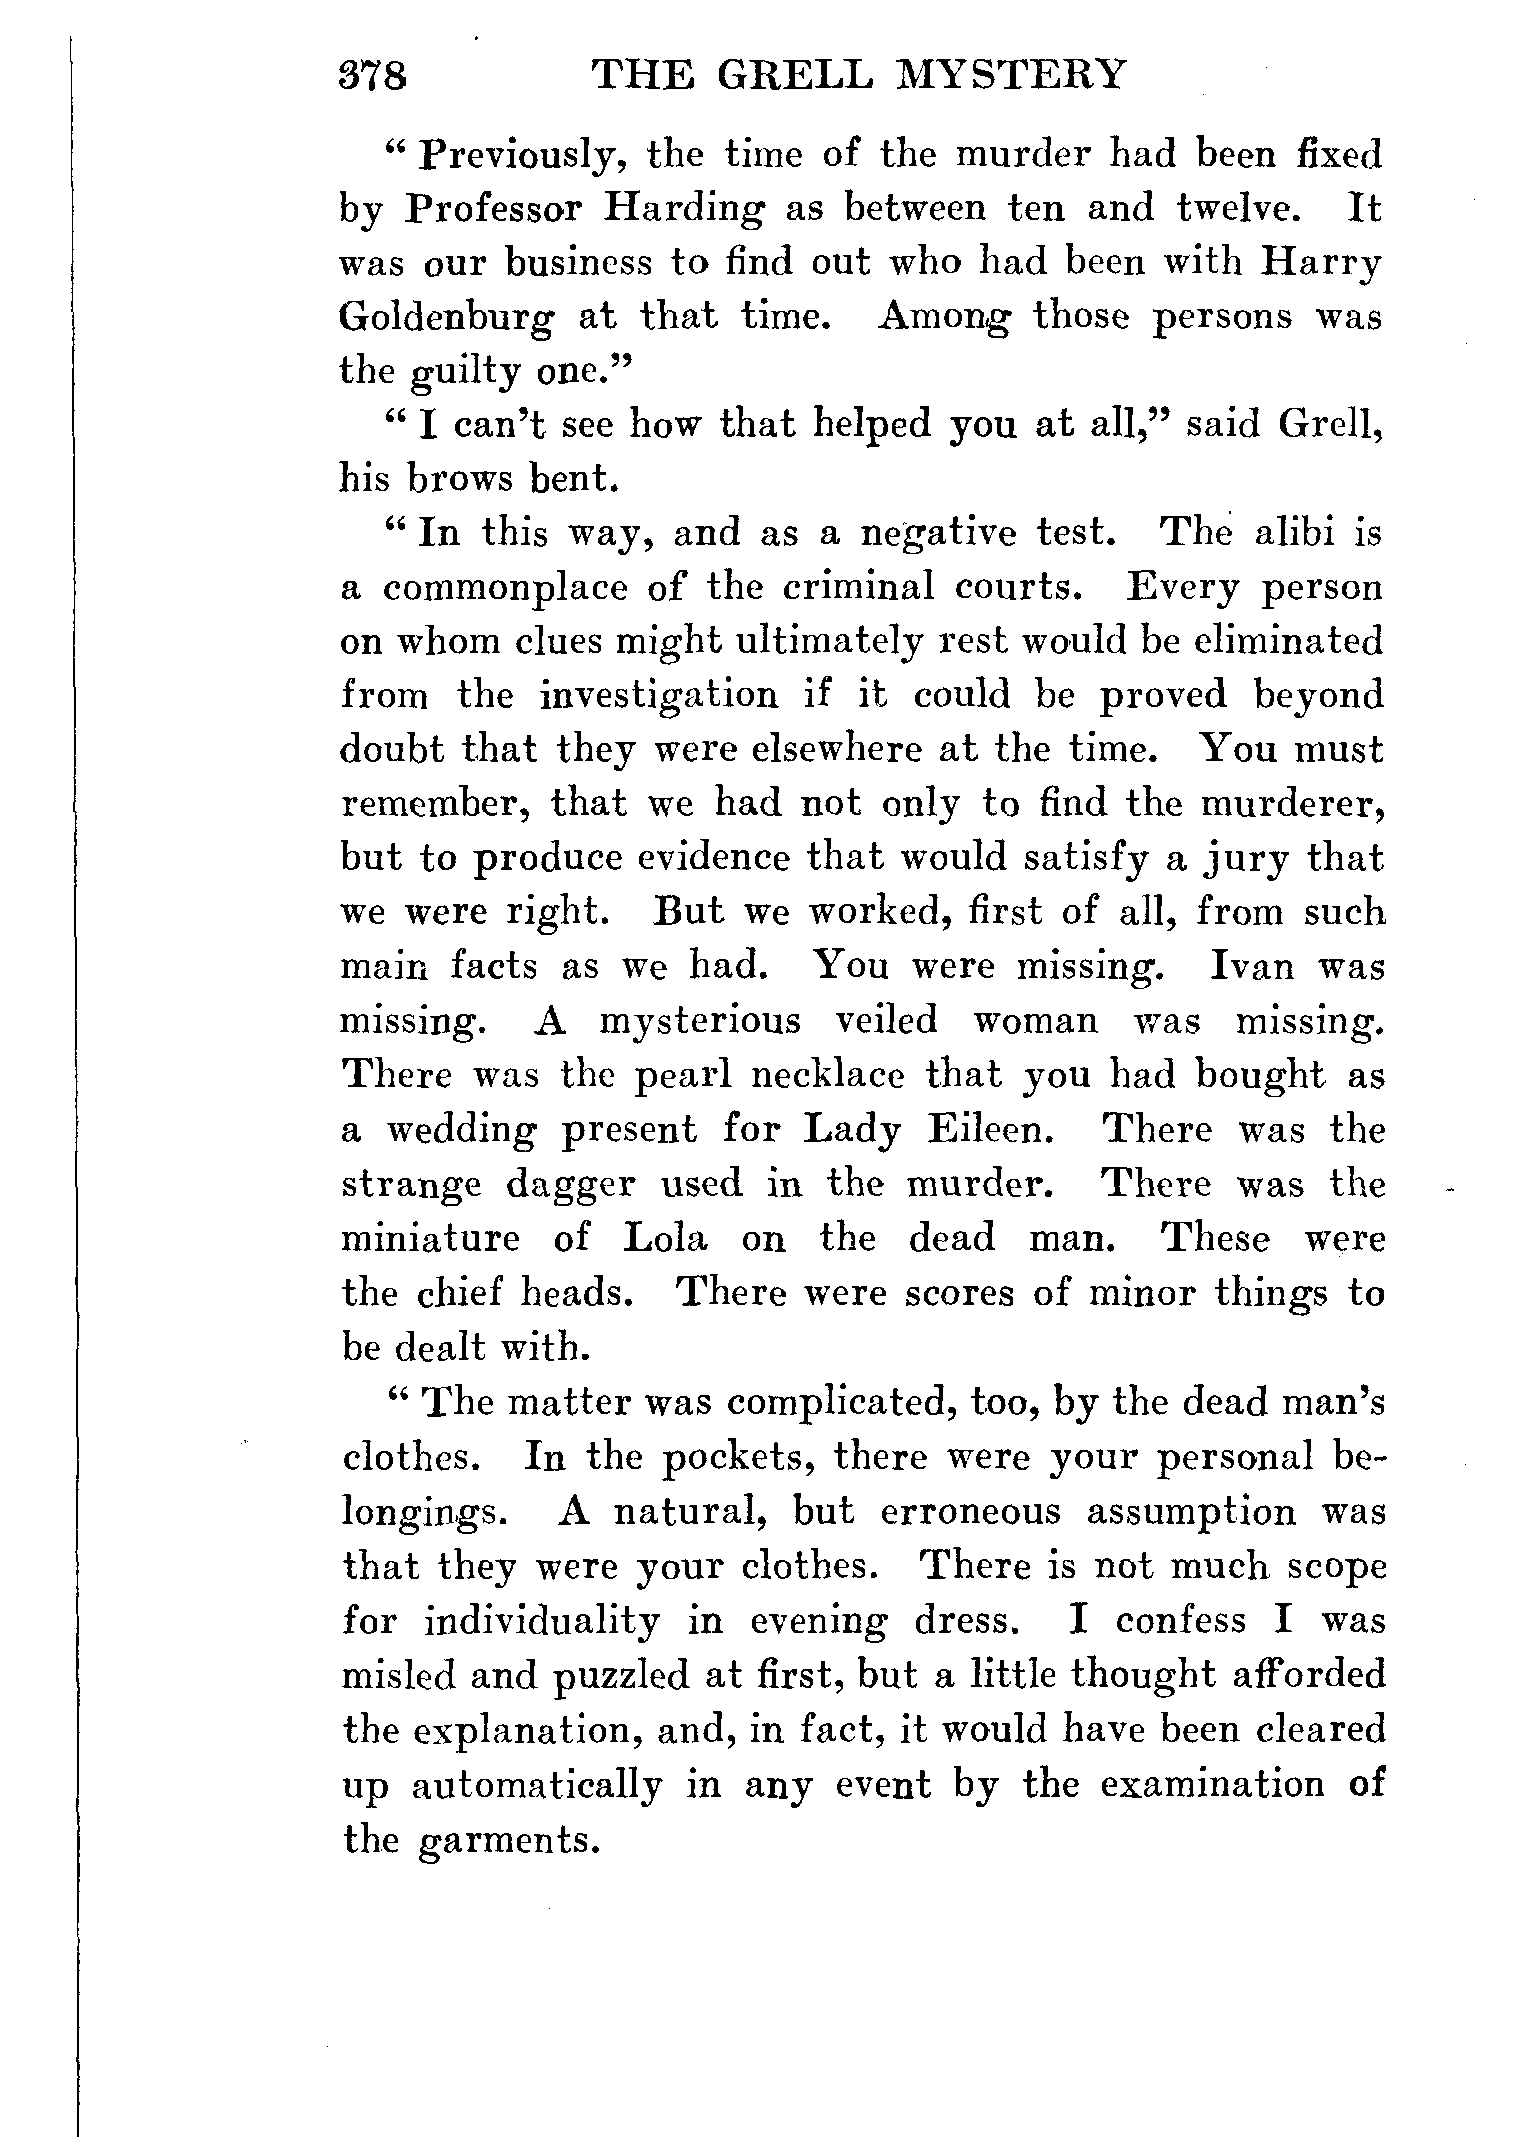 378 THE GRELL MYSTERY
“ Previously, the time of the murder had been fixed
by Professor Harding as between ten and twelve. It
was our business to find out who had been with Harry
Goldenburg at that time. Among those persons was
the guilty one.”
“ I can’t see how that helped you at all,” said Grell,
his brows bent.
“ In this way, and as a negative test. The alibi is
a commonplace of the criminal courts. Every person
on whom clues might ultimately rest would be eliminated
from the investigation if it could be proved beyond
doubt that they were elsewhere at the time. You must
remember, that we had not only to find the murderer,
but to produce evidence that would satisfy a jury that
we were right. But we worked, first of all, from such
main facts as we had. You were missing. Ivan was
missing. A mysterious veiled woman was missing.
There was the pearl necklace that you had bought as
a wedding present for Lady Eileen. There was the
strange dagger used in the murder. There was the
miniature of Lola on the dead man. These were
the chief heads. There were scores of minor things to
be dealt with.
“ The matter was complicated, too, by the dead man’s
clothes. In the pockets, there were your personal be-
longings. A natural, but erroneous assumption was
that they were your clothes. There is not much scope
for individuality in evening dress. I confess I was
misled and puzzled at first, but a little thought afforded
the explanation, and, in fact, it would have been cleared
up automatically in any event by the examination of
the garments.